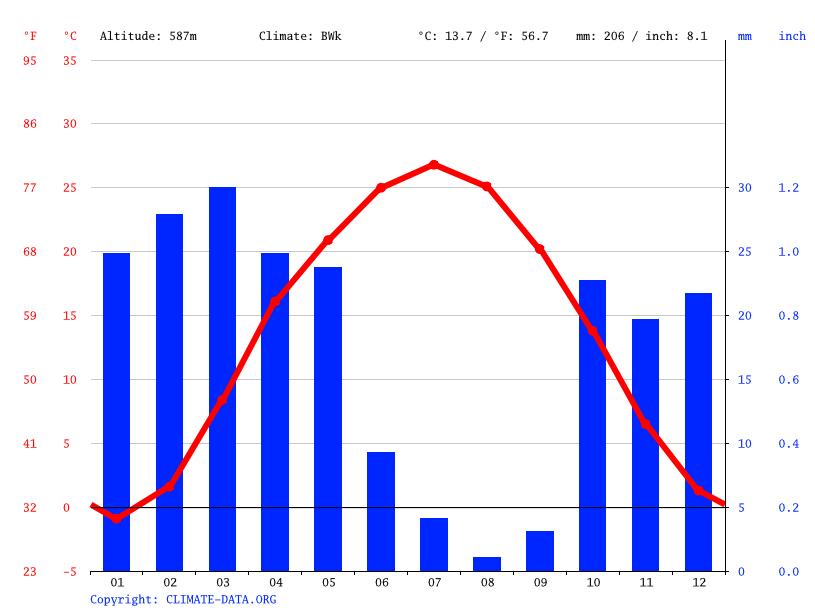 °F °C Altitude: 587m Climate: BWk °C: 13.7 / °F: 56.7 mm: 206 / inch: 8.1 mm inch
95 35
86 30
77 25 30 1.2
68 20 25 1.0
59 15 20 0.8
50 10 15 0.6
41 5 10 0.4
32 0 5 0.2
23 -5 0 0.0
01 02 03 04 05 06 07 08 09 10 11 12
Copyright: CLIMATE-DATA.ORG